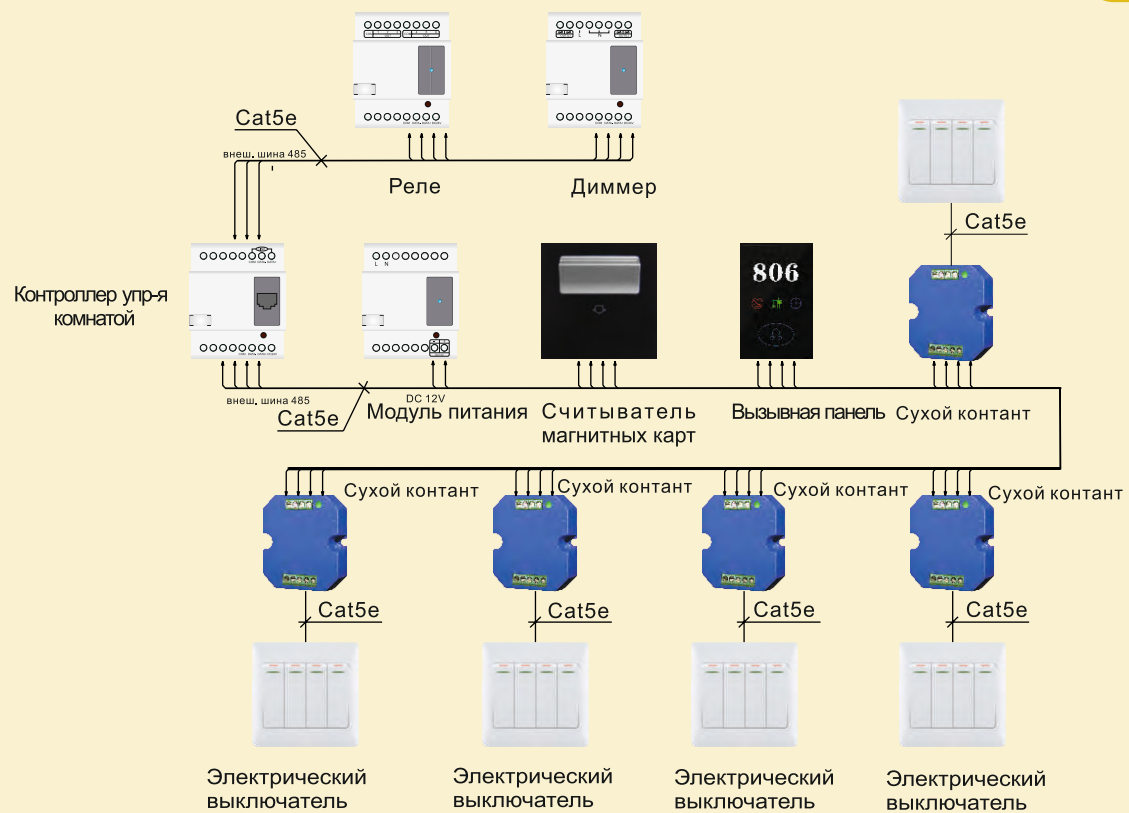 Cat5e
внеш. шина 485
Реле
Диммер
Cat5e
L N
806
Контроллер упр-я
комнатой
внеш. шина 485
Cat5e
DC 12V
Модуль питания
Считыватель
магнитных карт
Вызывная панель
Сухой контант
Сухой контант
Сухой контант
Сухой контант
Сухой контант
Cat5e
Cat5e
Cat5e
Cat5e
Электрический
выключатель
Электрический
выключатель
Электрический
выключатель
Электрический
выключатель